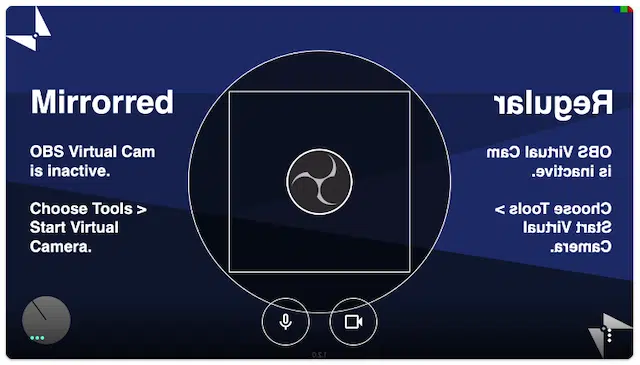 Mirrorred
OBS Virtual Cam
is inactive.
Choose Tools >
Start Virtual
Camera.
Regular
OBS Virtual Cam
is inactive.
Choose Tools >
Start Virtual
Camera.